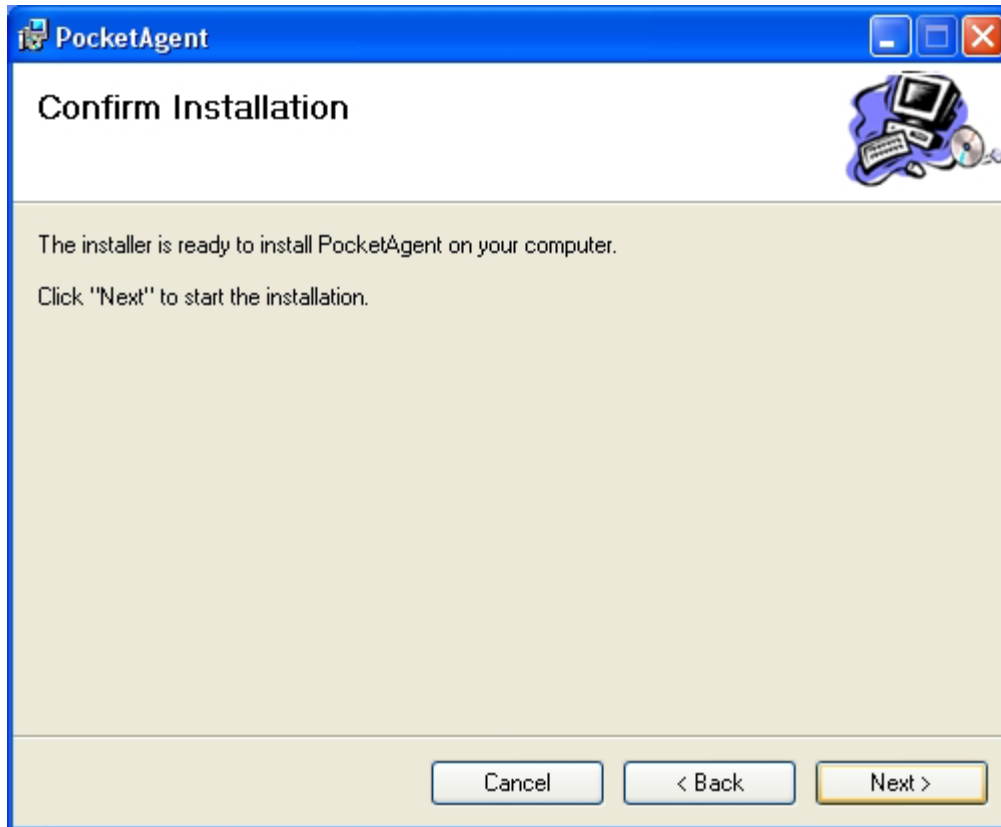 PocketAgent
Confirm Installation
The installer is ready to install PocketAgent on your computer.
Click "Next" to start the installation.
Cancel
< Back
Next >